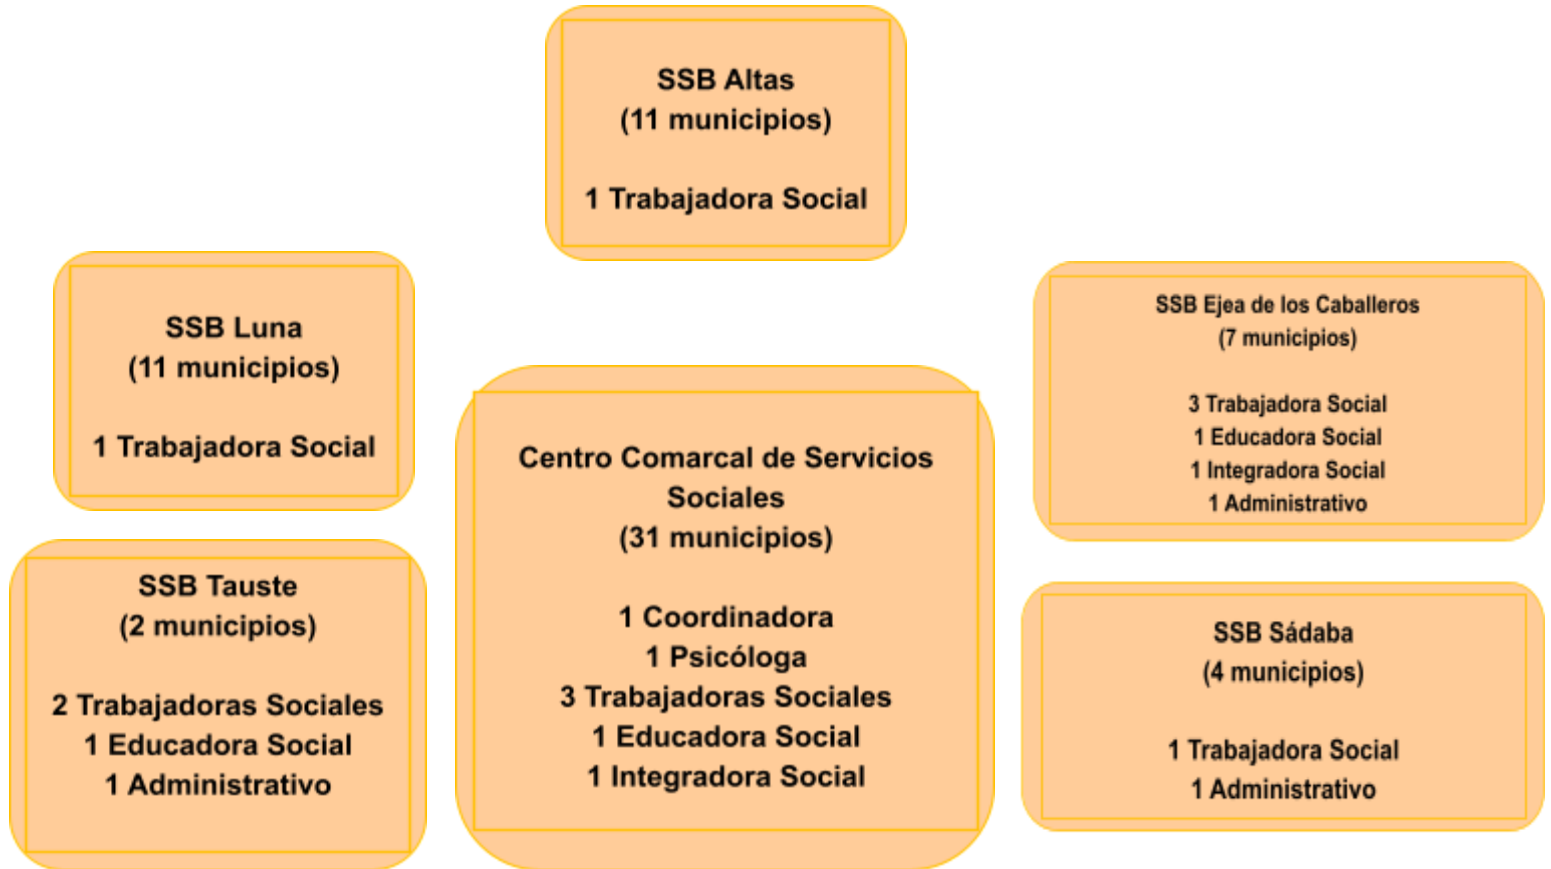 SSB Altas
(11 municipios)
1 Trabajadora Social
SSB Luna
(11 municipios)
1 Trabajadora Social
SSB Ejea de los Caballeros
(7 municipios)
3 Trabajadora Social
1 Educadora Social
1 Integradora Social
1 Administrativo
Centro Comarcal de Servicios
Sociales
(31 municipios)
1 Coordinadora
1 Psicóloga
3 Trabajadoras Sociales
1 Educadora Social
1 Integradora Social
SSB Tauste
(2 municipios)
2 Trabajadoras Sociales
1 Educadora Social
1 Administrativo
SSB Sádaba
(4 municipios)
1 Trabajadora Social
1 Administrativo